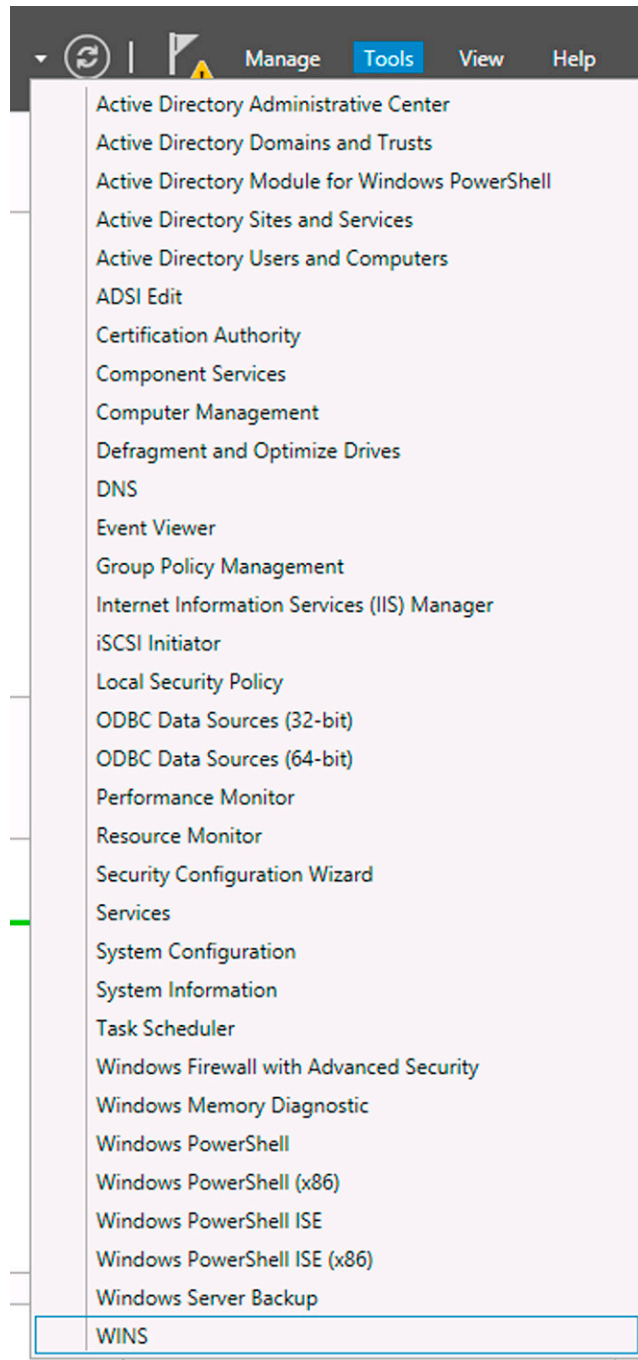 Manage Tools View Help
Active Directory Administrative Center
Active Directory Domains and Trusts
Active Directory Module for Windows PowerShell
Active Directory Sites and Services
Active Directory Users and Computers
ADSI Edit
Certification Authority
Component Services
Computer Management
Defragment and Optimize Drives
DNS
Event Viewer
Group Policy Management
Internet Information Services (IIS) Manager
iSCSI Initiator
Local Security Policy
ODBC Data Sources (32-bit)
ODBC Data Sources (64-bit)
Performance Monitor
Resource Monitor
Security Configuration Wizard
Services
System Configuration
System Information
Task Scheduler
Windows Firewall with Advanced Security
Windows Memory Diagnostic
Windows PowerShell
Windows PowerShell (x86)
Windows PowerShell ISE
Windows PowerShell ISE (x86)
Windows Server Backup
WINS